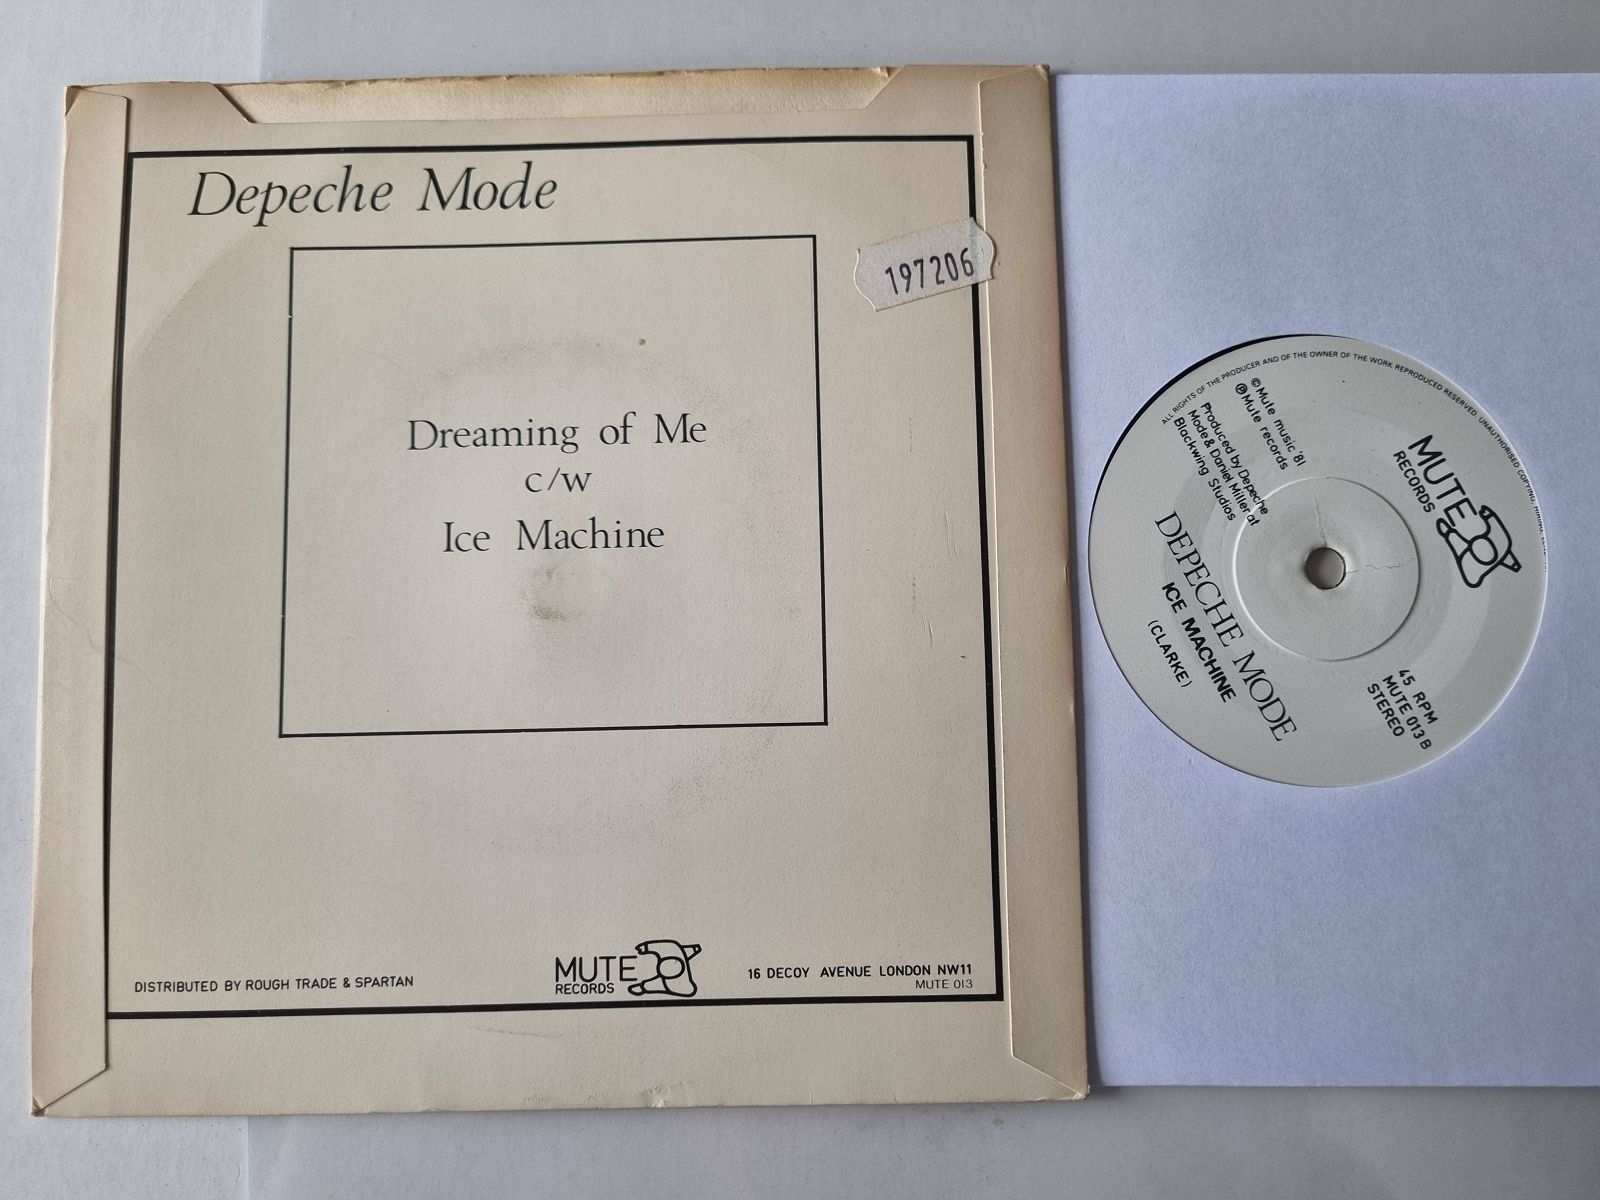 Depeche Mode
197206
Dreaming of Me
c/w
Ice Machine
DISTRIBUTED BY ROUGH TRADE & SPARTAN
MUTE
RECORDS
16 DECOY AVENUE LONDON NW11
MUTE 013
ALL RIGHTS OF THE PRODUCER AND OF THE OWNER OF THE WORK REPRODUCED RESERVED. UNAUTHORISED COPYING, HIRING,
MUTE
RECORDS
© Mute music '81
℗ Mute records
Produced by Depeche
Mode & Daniel Miller at
Blackwing Studios
DEPECHE MODE
ICE MACHINE
(CLARKE)
45 RPM
MUTE 013 B
STEREO